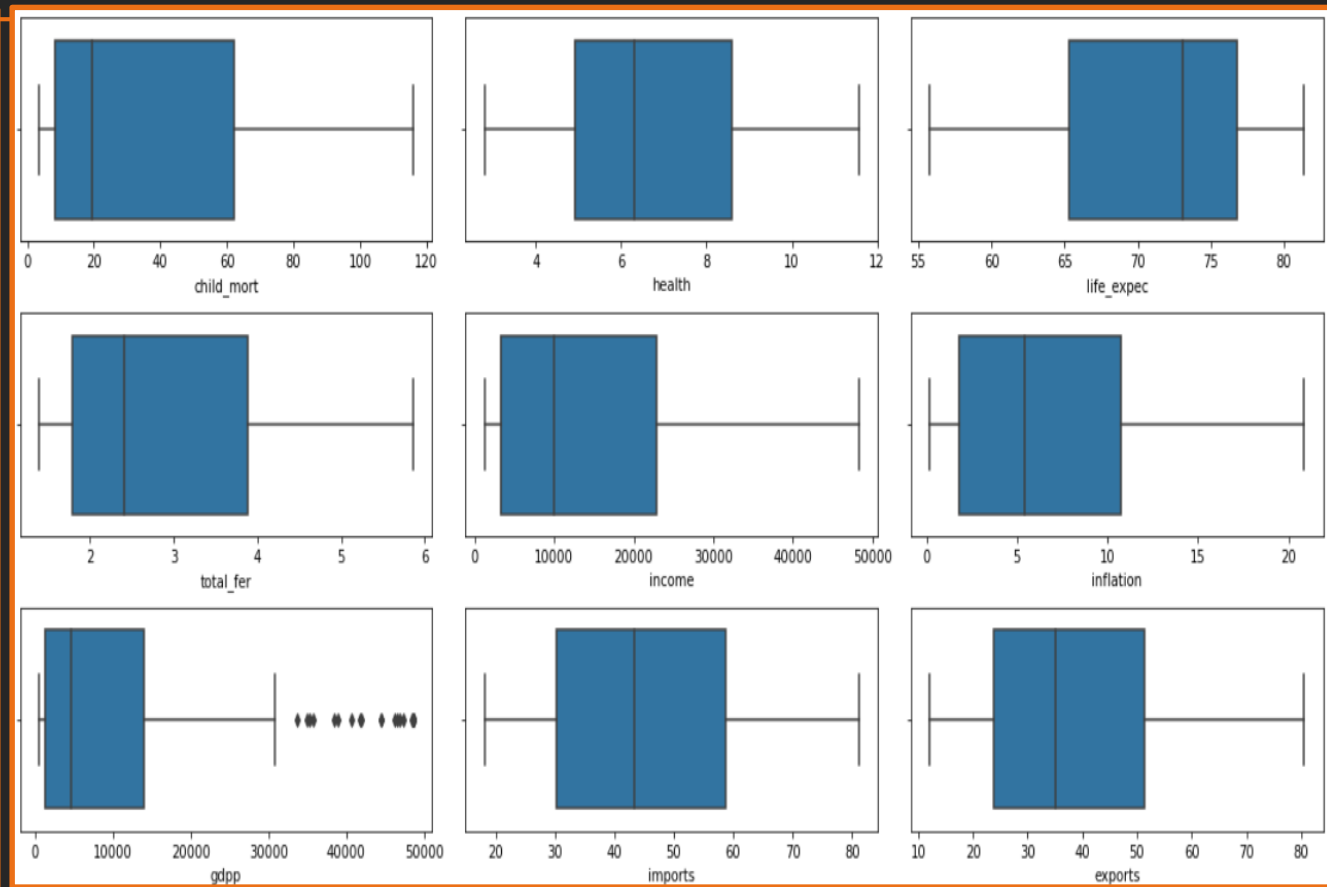 0 20 40 60 80 100 120
child_mort
4 6 8 10 12
health
55 60 65 70 75 80
life_expec
2 3 4 5 6
total_fer
0 10000 20000 30000 40000 50000
income
0 5 10 15 20
inflation
0 10000 20000 30000 40000 50000
gdpp
20 30 40 50 60 70 80
imports
10 20 30 40 50 60 70 80
exports